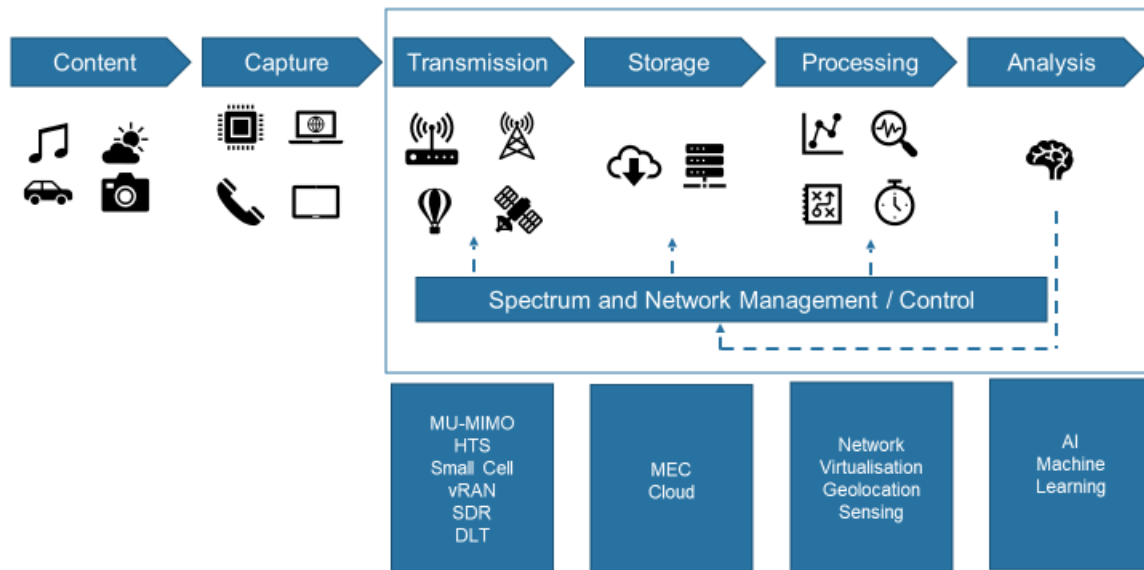 Content
Capture
Transmission
Storage
Processing
Analysis
Spectrum and Network Management / Control
MU-MIMO
HTS
Small Cell
vRAN
SDR
DLT
MEC
Cloud
Network
Virtualisation
Geolocation
Sensing
AI
Machine
Learning